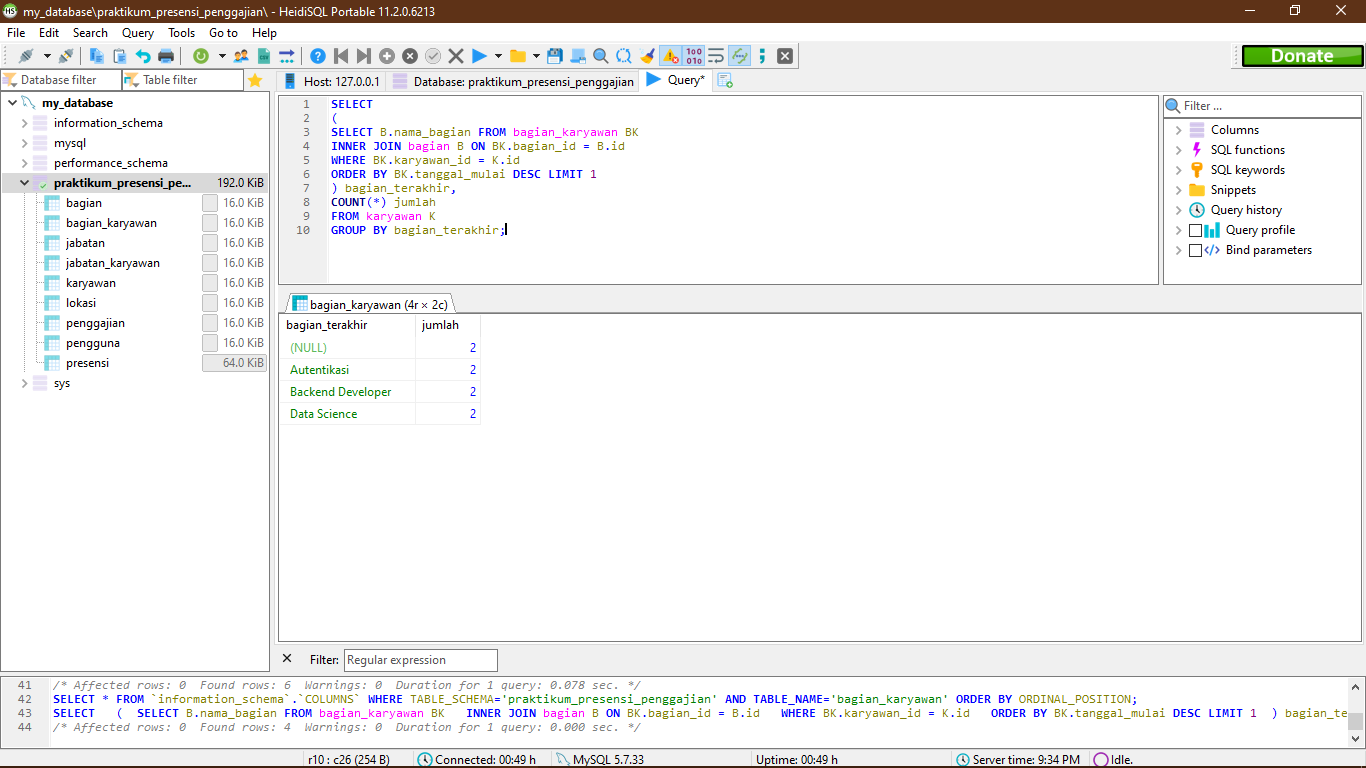 my_database\praktikum_presensi_penggajian\ - HeidiSQL Portable 11.2.0.6213
File Edit Search Query Tools Go to Help
Donate
Database filter Table filter
Host: 127.0.0.1 Database: praktikum_presensi_penggajian Query*
my_database
information_schema
mysql
performance_schema
praktikum_presensi_pe... 192.0 KiB
bagian 16.0 KiB
bagian_karyawan 16.0 KiB
jabatan 16.0 KiB
jabatan_karyawan 16.0 KiB
karyawan 16.0 KiB
lokasi 16.0 KiB
penggajian 16.0 KiB
pengguna 16.0 KiB
presensi 64.0 KiB
sys
1 SELECT
2 (
3 SELECT B.nama_bagian FROM bagian_karyawan BK
4 INNER JOIN bagian B ON BK.bagian_id = B.id
5 WHERE BK.karyawan_id = K.id
6 ORDER BY BK.tanggal_mulai DESC LIMIT 1
7 ) bagian_terakhir,
8 COUNT(*) jumlah
9 FROM karyawan K
10 GROUP BY bagian_terakhir;
Filter ...
Columns
SQL functions
SQL keywords
Snippets
Query history
Query profile
Bind parameters
bagian_karyawan (4r × 2c)
bagian_terakhir jumlah
(NULL) 2
Autentikasi 2
Backend Developer 2
Data Science 2
Filter: Regular expression
41 /* Affected rows: 0 Found rows: 6 Warnings: 0 Duration for 1 query: 0.078 sec. */
42 SELECT * FROM `information_schema`.`COLUMNS` WHERE TABLE_SCHEMA='praktikum_presensi_penggajian' AND TABLE_NAME='bagian_karyawan' ORDER BY ORDINAL_POSITION;
43 SELECT ( SELECT B.nama_bagian FROM bagian_karyawan BK INNER JOIN bagian B ON BK.bagian_id = B.id WHERE BK.karyawan_id = K.id ORDER BY BK.tanggal_mulai DESC LIMIT 1 ) bagian_te
44 /* Affected rows: 0 Found rows: 4 Warnings: 0 Duration for 1 query: 0.000 sec. */
r10 : c26 (254 B) Connected: 00:49 h MySQL 5.7.33 Uptime: 00:49 h Server time: 9:34 PM Idle.